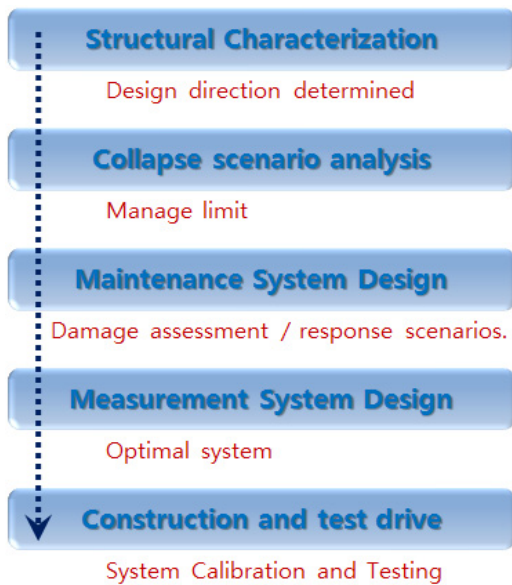 Structural Characterization
Design direction determined
Collapse scenario analysis
Manage limit
Maintenance System Design
Damage assessment / response scenarios.
Measurement System Design
Optimal system
Construction and test drive
System Calibration and Testing